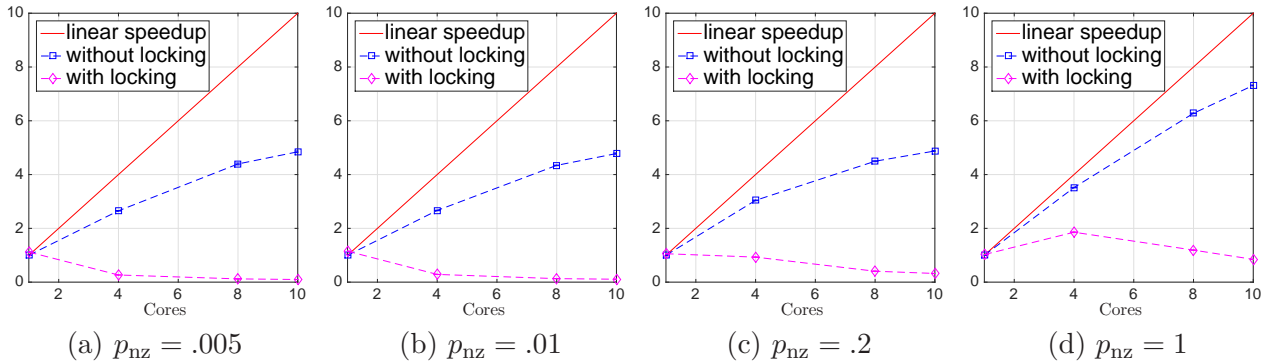 10
8
6
4
2
0
linear speedup
without locking
with locking
2 4 6 8 10
Cores
(a) pnz = .005
10
8
6
4
2
0
linear speedup
without locking
with locking
2 4 6 8 10
Cores
(b) pnz = .01
10
8
6
4
2
0
linear speedup
without locking
with locking
2 4 6 8 10
Cores
(c) pnz = .2
10
8
6
4
2
0
linear speedup
without locking
with locking
2 4 6 8 10
Cores
(d) pnz = 1